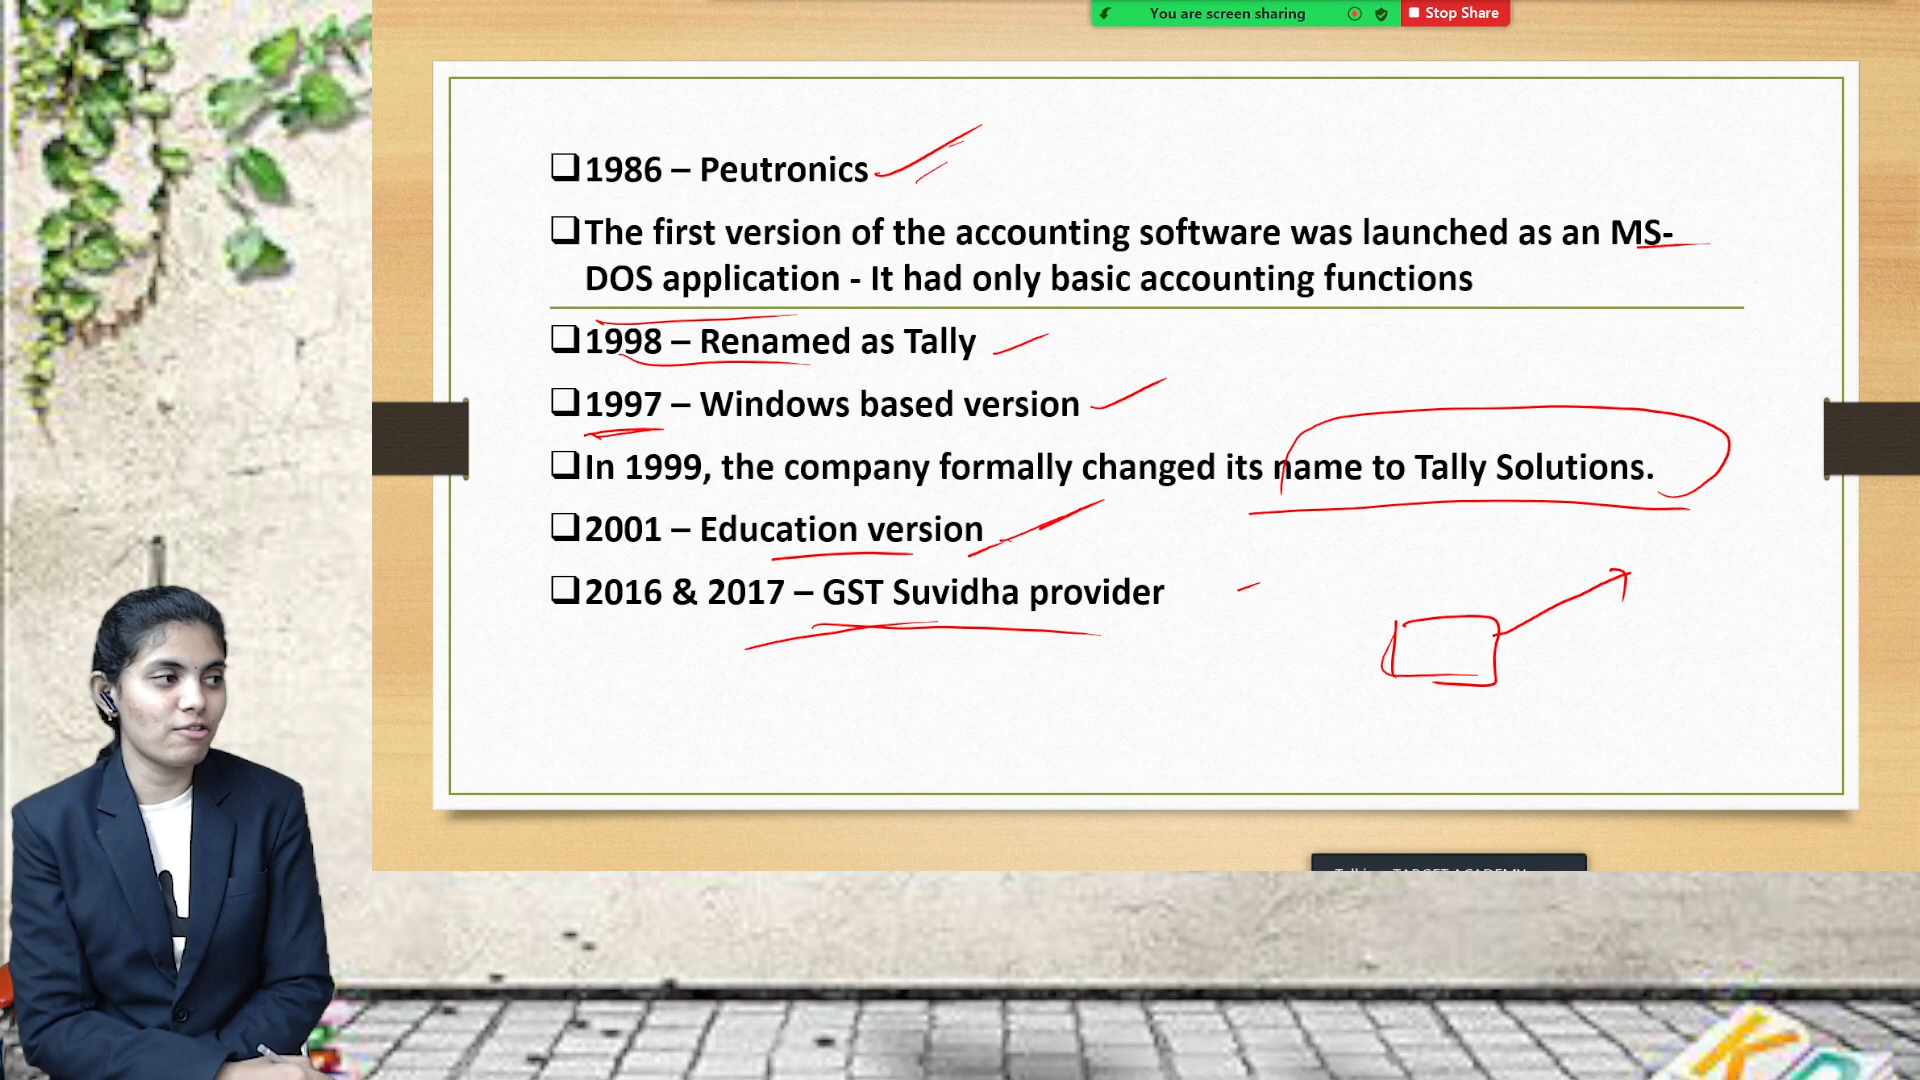 You are screen sharing
Stop Share
❑1986 – Peutronics
❑The first version of the accounting software was launched as an MS-
DOS application - It had only basic accounting functions
❑1998 – Renamed as Tally
❑1997 – Windows based version
❑In 1999, the company formally changed its name to Tally Solutions.
❑2001 – Education version
❑2016 & 2017 – GST Suvidha provider